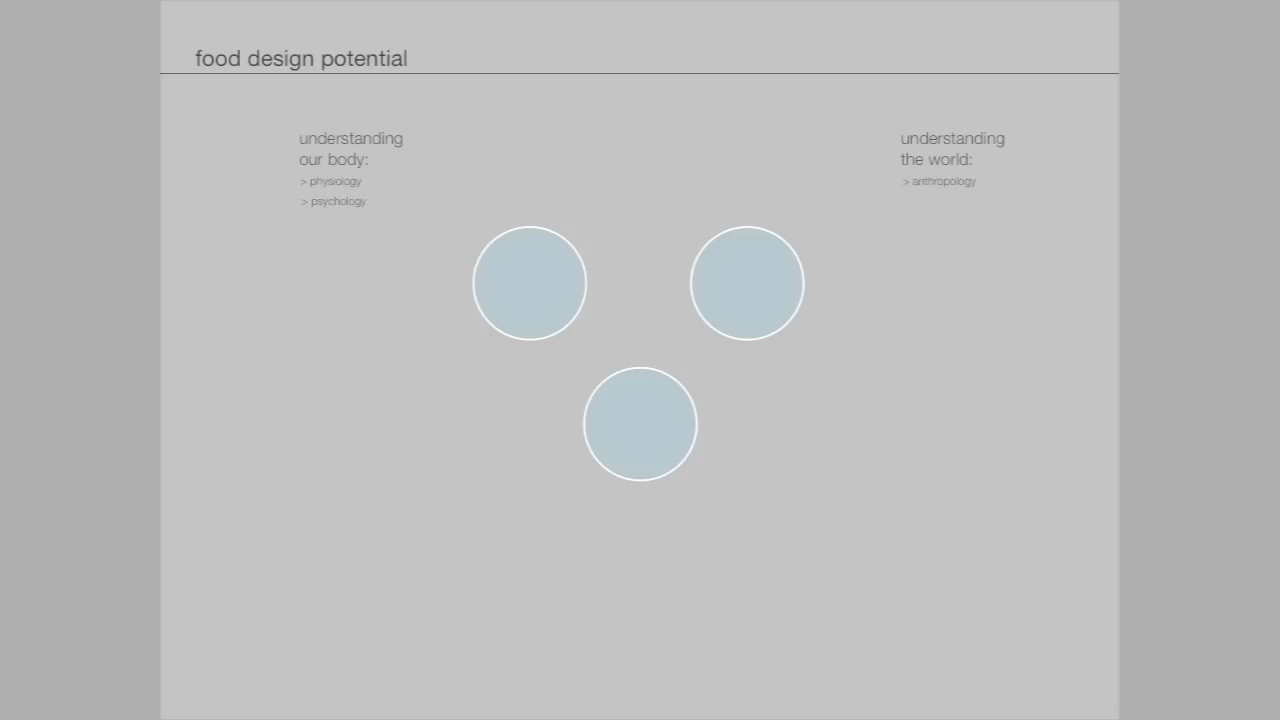 food design potential
understanding
our body:
> physiology
> psychology
understanding
the world:
> anthropology